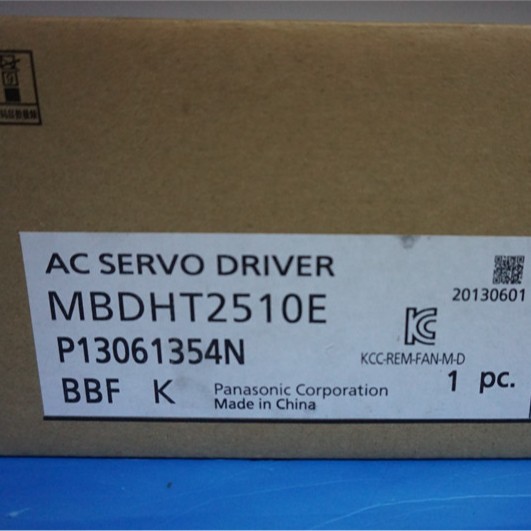 AC SERVO DRIVER
MBDHT2510E
20130601
P13061354N
KCC-REM-FAN-M-D
BBF K
1 pc.
Panasonic Corporation
Made in China